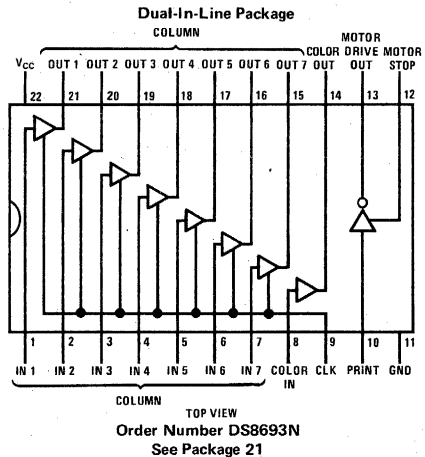 Dual-In-Line Package
COLUMN
MOTOR
COLOR DRIVE MOTOR
VCC OUT 1 OUT 2 OUT 3 OUT 4 OUT 5 OUT 6 OUT 7 OUT OUT STOP
22 21 20 19 18 17 16 15 14 13 12
1 2 3 4 5 6 7 8 9 10 11
IN 1 IN 2 IN 3 IN 4 IN 5 IN 6 IN 7 COLOR CLK PRINT GND
IN
COLUMN
TOP VIEW
Order Number DS8693N
See Package 21